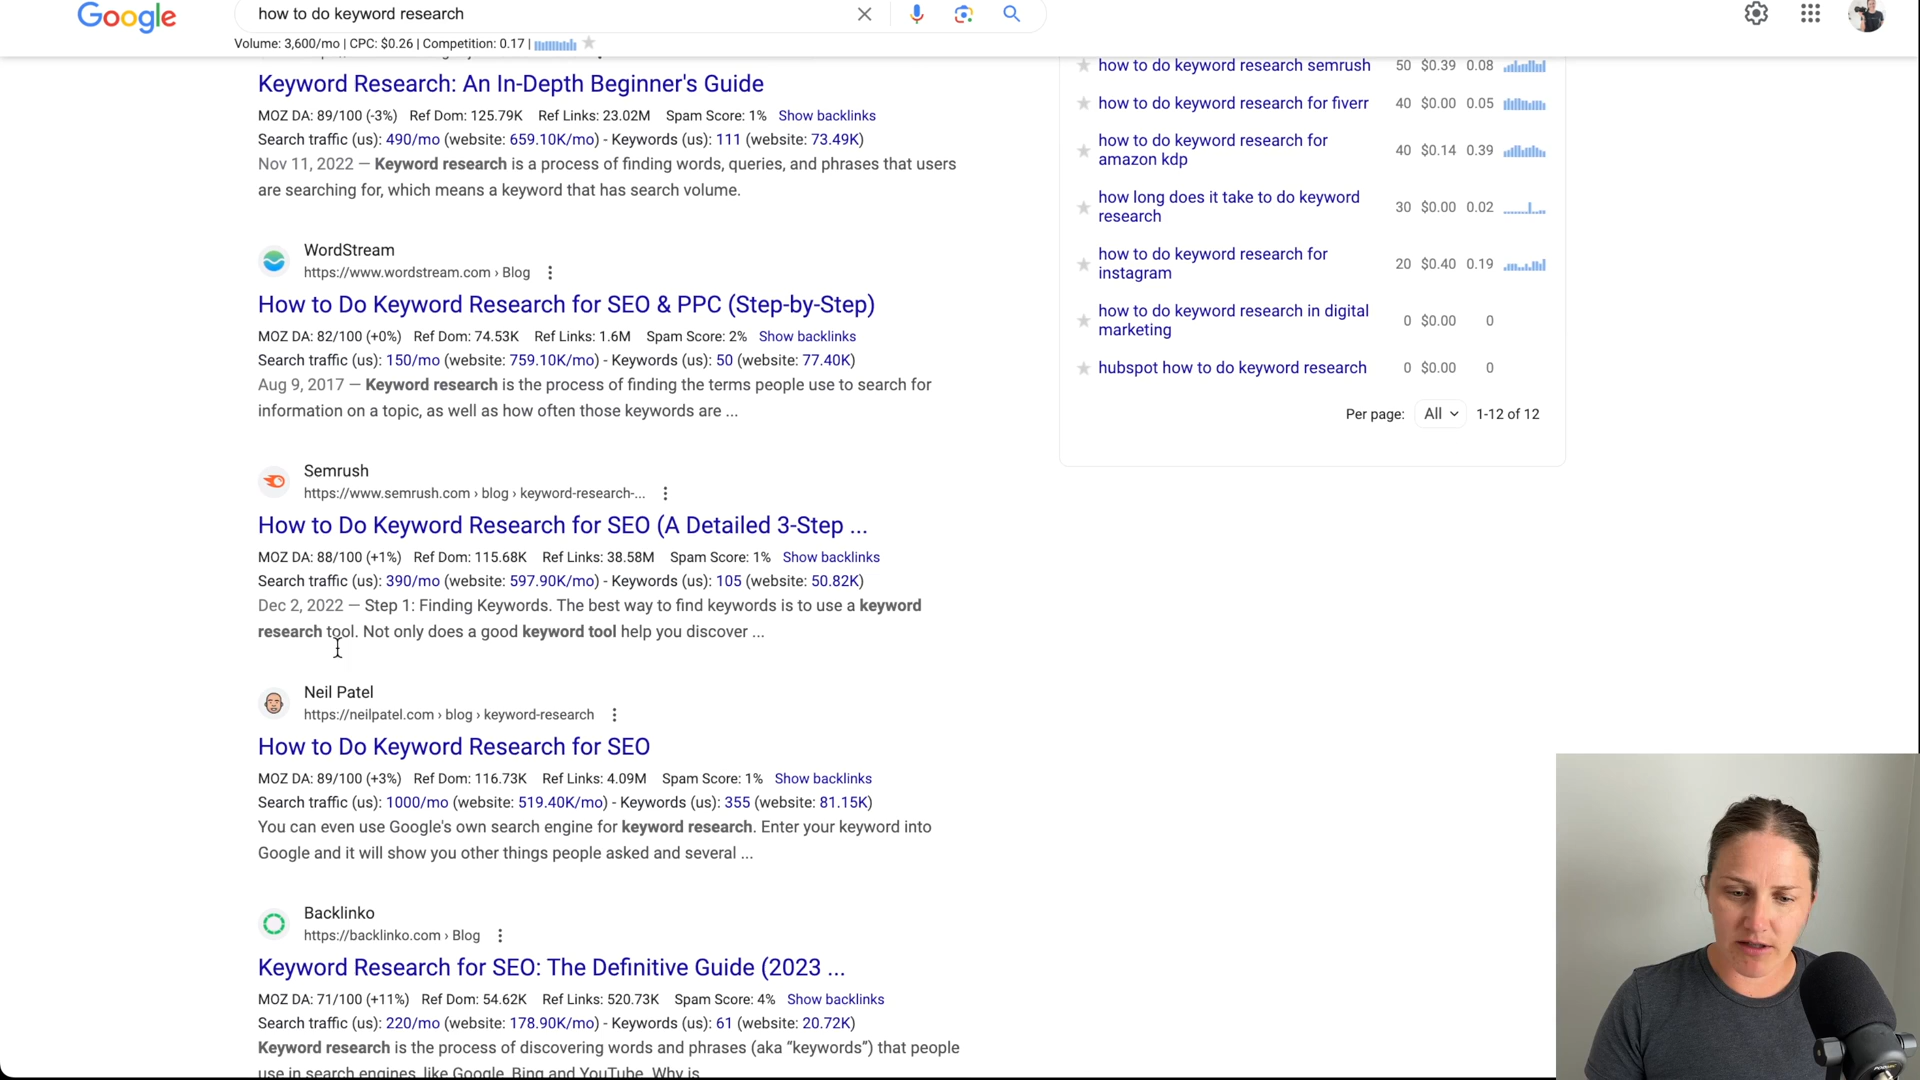 Google
how to do keyword research
Volume: 3,600/mo | CPC: $0.26 | Competition: 0.17 |
Keyword Research: An In-Depth Beginner's Guide
MOZ DA: 89/100 (-3%) Ref Dom: 125.79K Ref Links: 23.02M Spam Score: 1% Show backlinks
Search traffic (us): 490/mo (website: 659.10K/mo) - Keywords (us): 111 (website: 73.49K)
Nov 11, 2022 — Keyword research is a process of finding words, queries, and phrases that users
are searching for, which means a keyword that has search volume.
WordStream
https://www.wordstream.com › Blog
How to Do Keyword Research for SEO & PPC (Step-by-Step)
MOZ DA: 82/100 (+0%) Ref Dom: 74.53K Ref Links: 1.6M Spam Score: 2% Show backlinks
Search traffic (us): 150/mo (website: 759.10K/mo) - Keywords (us): 50 (website: 77.40K)
Aug 9, 2017 — Keyword research is the process of finding the terms people use to search for
information on a topic, as well as how often those keywords are ...
Semrush
https://www.semrush.com › blog › keyword-research-...
How to Do Keyword Research for SEO (A Detailed 3-Step ...
MOZ DA: 88/100 (+1%) Ref Dom: 115.68K Ref Links: 38.58M Spam Score: 1% Show backlinks
Search traffic (us): 390/mo (website: 597.90K/mo) - Keywords (us): 105 (website: 50.82K)
Dec 2, 2022 — Step 1: Finding Keywords. The best way to find keywords is to use a keyword
research tool. Not only does a good keyword tool help you discover ...
Neil Patel
https://neilpatel.com › blog › keyword-research
How to Do Keyword Research for SEO
MOZ DA: 89/100 (+3%) Ref Dom: 116.73K Ref Links: 4.09M Spam Score: 1% Show backlinks
Search traffic (us): 1000/mo (website: 519.40K/mo) - Keywords (us): 355 (website: 81.15K)
You can even use Google's own search engine for keyword research. Enter your keyword into
Google and it will show you other things people asked and several ...
Backlinko
https://backlinko.com › Blog
Keyword Research for SEO: The Definitive Guide (2023 ...
MOZ DA: 71/100 (+11%) Ref Dom: 54.62K Ref Links: 520.73K Spam Score: 4% Show backlinks
Search traffic (us): 220/mo (website: 178.90K/mo) - Keywords (us): 61 (website: 20.72K)
Keyword research is the process of discovering words and phrases (aka “keywords”) that people
use in search engines, like Google, Bing and YouTube. Why is
how to do keyword research semrush 50 $0.39 0.08
how to do keyword research for fiverr 40 $0.00 0.05
how to do keyword research for
amazon kdp 40 $0.14 0.39
how long does it take to do keyword
research 30 $0.00 0.02
how to do keyword research for
instagram 20 $0.40 0.19
how to do keyword research in digital
marketing 0 $0.00 0
hubspot how to do keyword research 0 $0.00 0
Per page: All 1-12 of 12